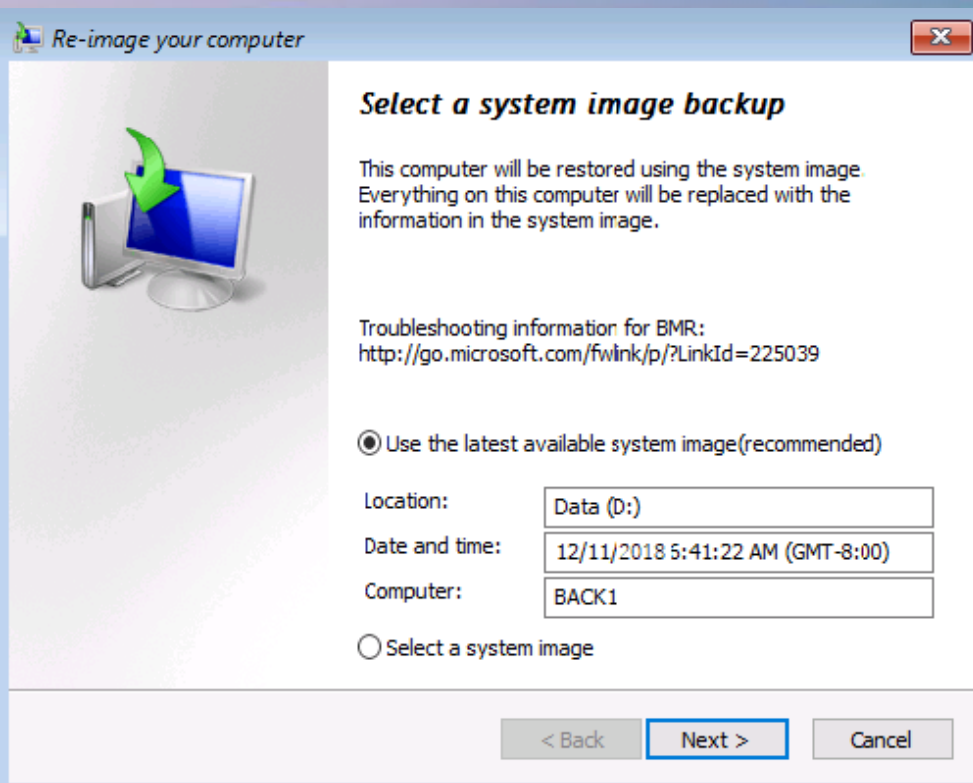 Re-image your computer
Select a system image backup
This computer will be restored using the system image.
Everything on this computer will be replaced with the
information in the system image.
Troubleshooting information for BMR:
http://go.microsoft.com/fwlink/p/?LinkId=225039
Use the latest available system image(recommended)
Location: Data (D:)
Date and time: 12/11/2018 5:41:22 AM (GMT-8:00)
Computer: BACK1
Select a system image
< Back Next > Cancel